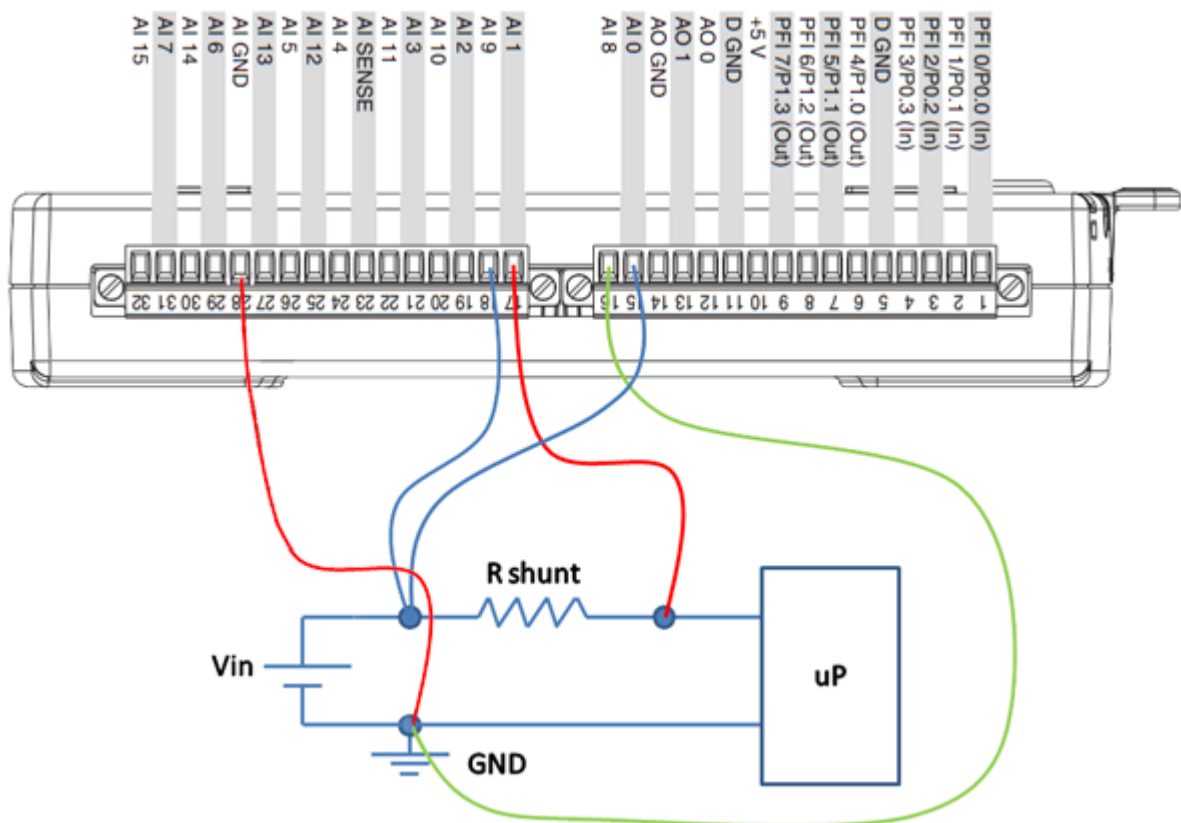 AI 15
AI 7
AI 14
AI 6
AI GND
AI 13
AI 5
AI 12
AI 4
AI SENSE
AI 11
AI 3
AI 10
AI 2
AI 9
AI 1
AI 8
AI 0
AO GND
AO 1
AO 0
D GND
+5 V
PFI 7/P1.3 (Out)
PFI 6/P1.2 (Out)
PFI 5/P1.1 (Out)
PFI 4/P1.0 (Out)
D GND
PFI 3/P0.3 (In)
PFI 2/P0.2 (In)
PFI 1/P0.1 (In)
PFI 0/P0.0 (In)
32
31
30
29
28
27
26
25
24
23
22
21
20
19
18
17
16
15
14
13
12
11
10
9
8
7
6
5
4
3
2
1
R shunt
Vin
uP
GND